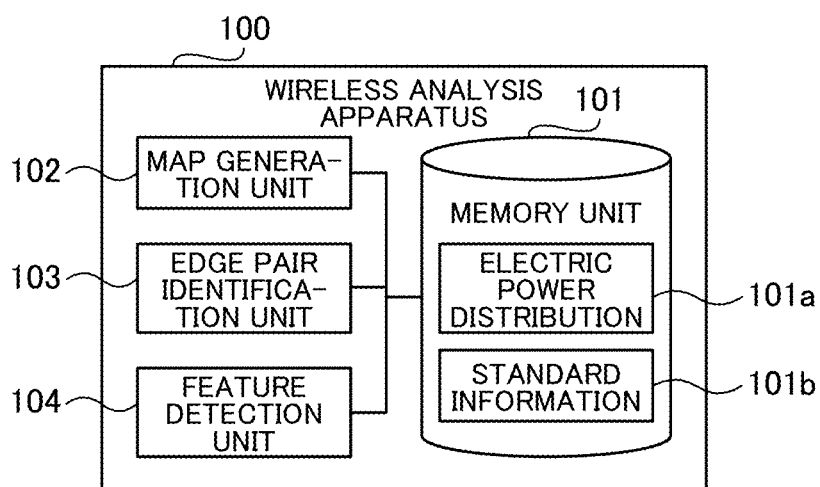 100
WIRELESS ANALYSIS
APPARATUS
101
102
MAP GENERA-
TION UNIT
MEMORY UNIT
103
EDGE PAIR
IDENTIFICA-
TION UNIT
ELECTRIC
POWER
DISTRIBUTION
101a
104
FEATURE
DETECTION
UNIT
STANDARD
INFORMATION
101b